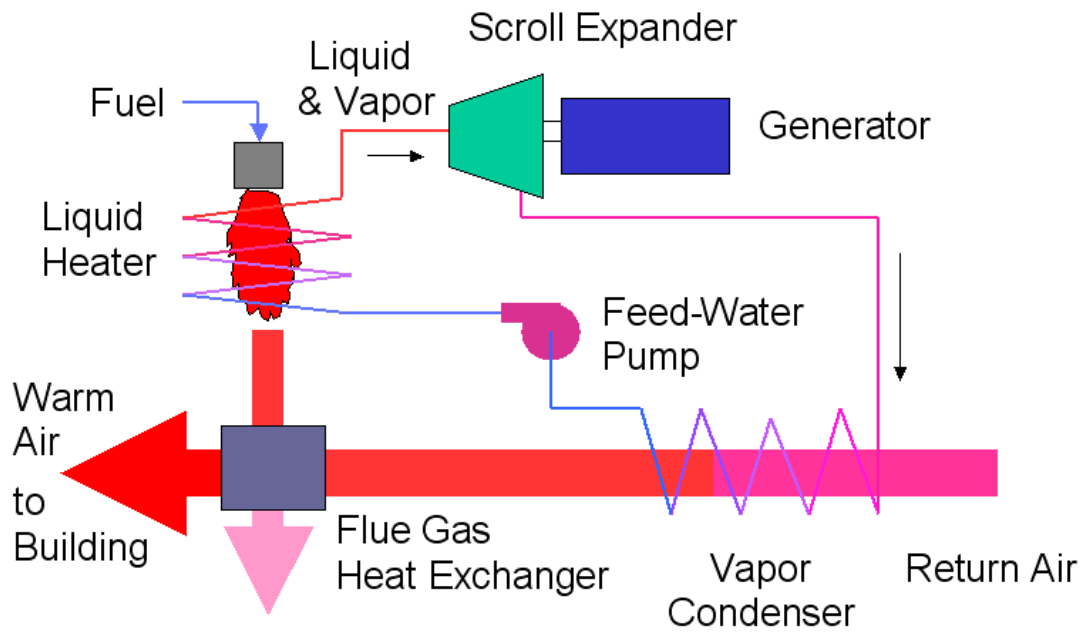 Scroll Expander
Liquid
& Vapor
Fuel
Generator
Liquid
Heater
Feed-Water
Pump
Warm
Air
to
Building
Flue Gas
Heat Exchanger
Vapor
Condenser
Return Air